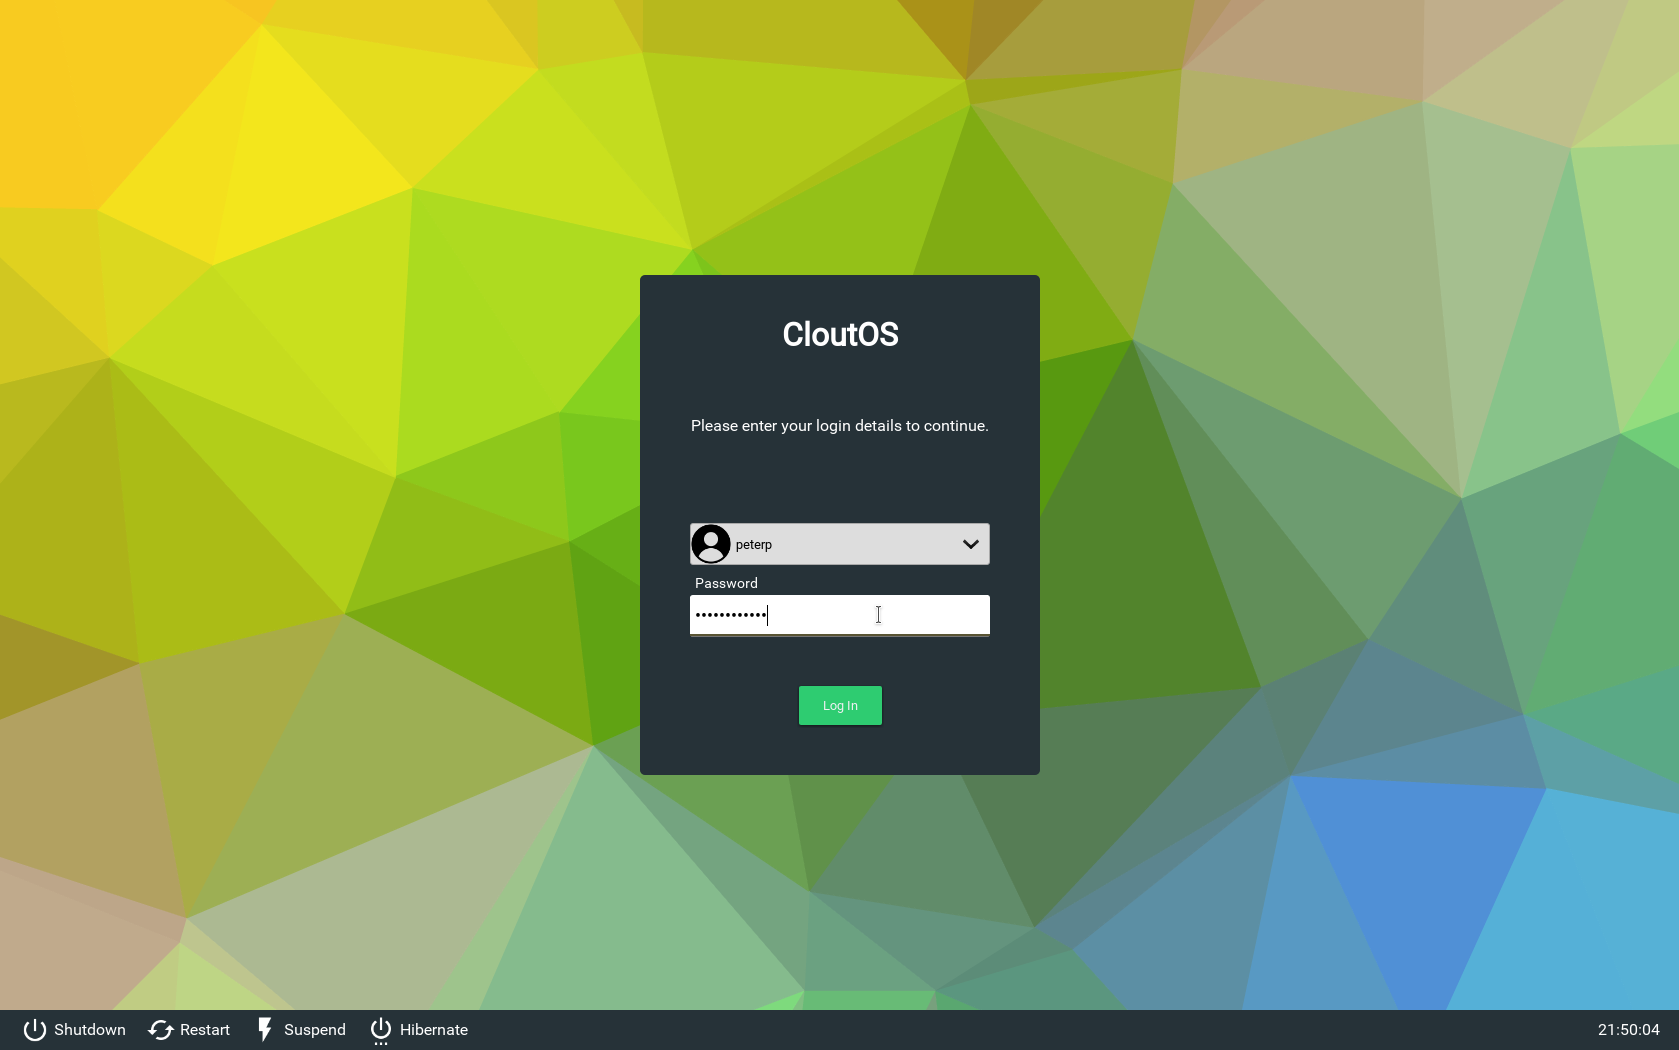 CloutOS
Please enter your login details to continue.
peterp
Password
••••••••••••
Log In
Shutdown Restart Suspend Hibernate 21:50:04